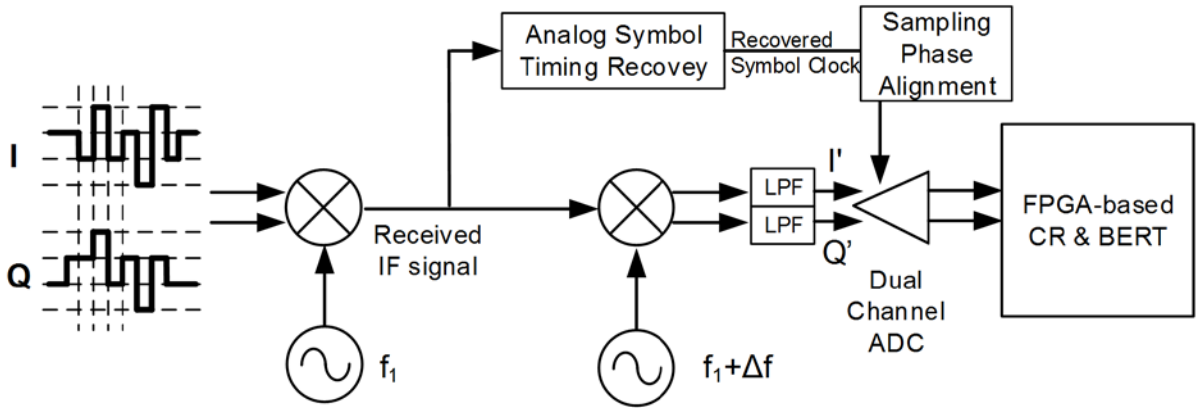 Analog Symbol
Timing Recovey
Recovered
Symbol Clock
Sampling
Phase
Alignment
I
Q
Received
IF signal
f₁
f₁+Δf
LPF
LPF
I'
Q’
Dual
Channel
ADC
FPGA-based
CR & BERT